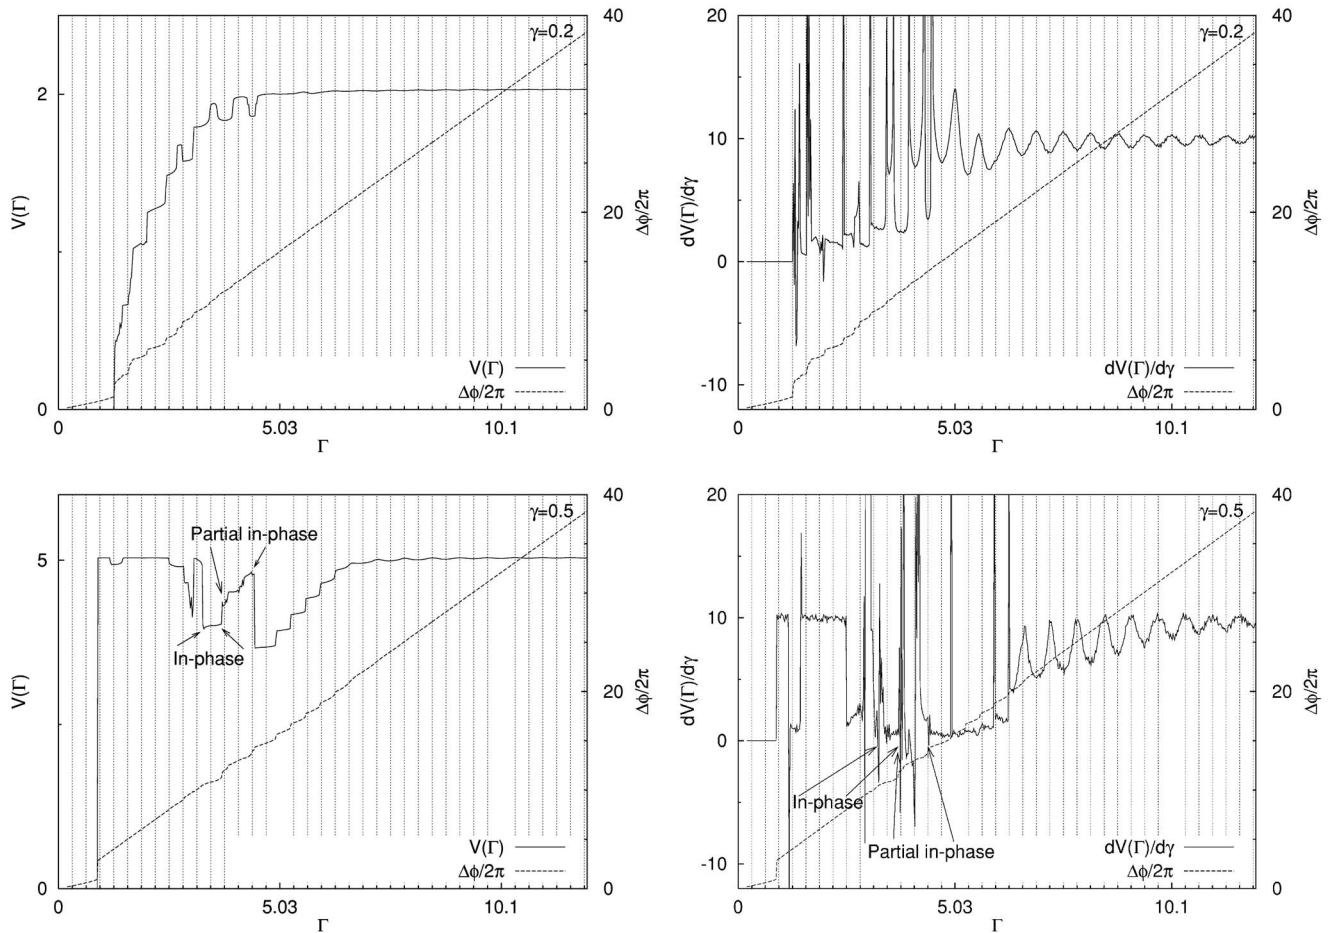 γ=0.2
V(Γ)
2
0
40
20
0
Δϕ/2π
V(Γ)
Δϕ/2π
0
5.03
10.1
Γ
γ=0.2
dV(Γ)/dγ
20
10
0
-10
40
20
0
Δϕ/2π
dV(Γ)/dγ
Δϕ/2π
0
5.03
10.1
Γ
γ=0.5
Partial in-phase
In-phase
V(Γ)
5
0
40
20
0
Δϕ/2π
V(Γ)
Δϕ/2π
0
5.03
10.1
Γ
γ=0.5
In-phase
Partial in-phase
dV(Γ)/dγ
20
10
0
-10
40
20
0
Δϕ/2π
dV(Γ)/dγ
Δϕ/2π
0
5.03
10.1
Γ